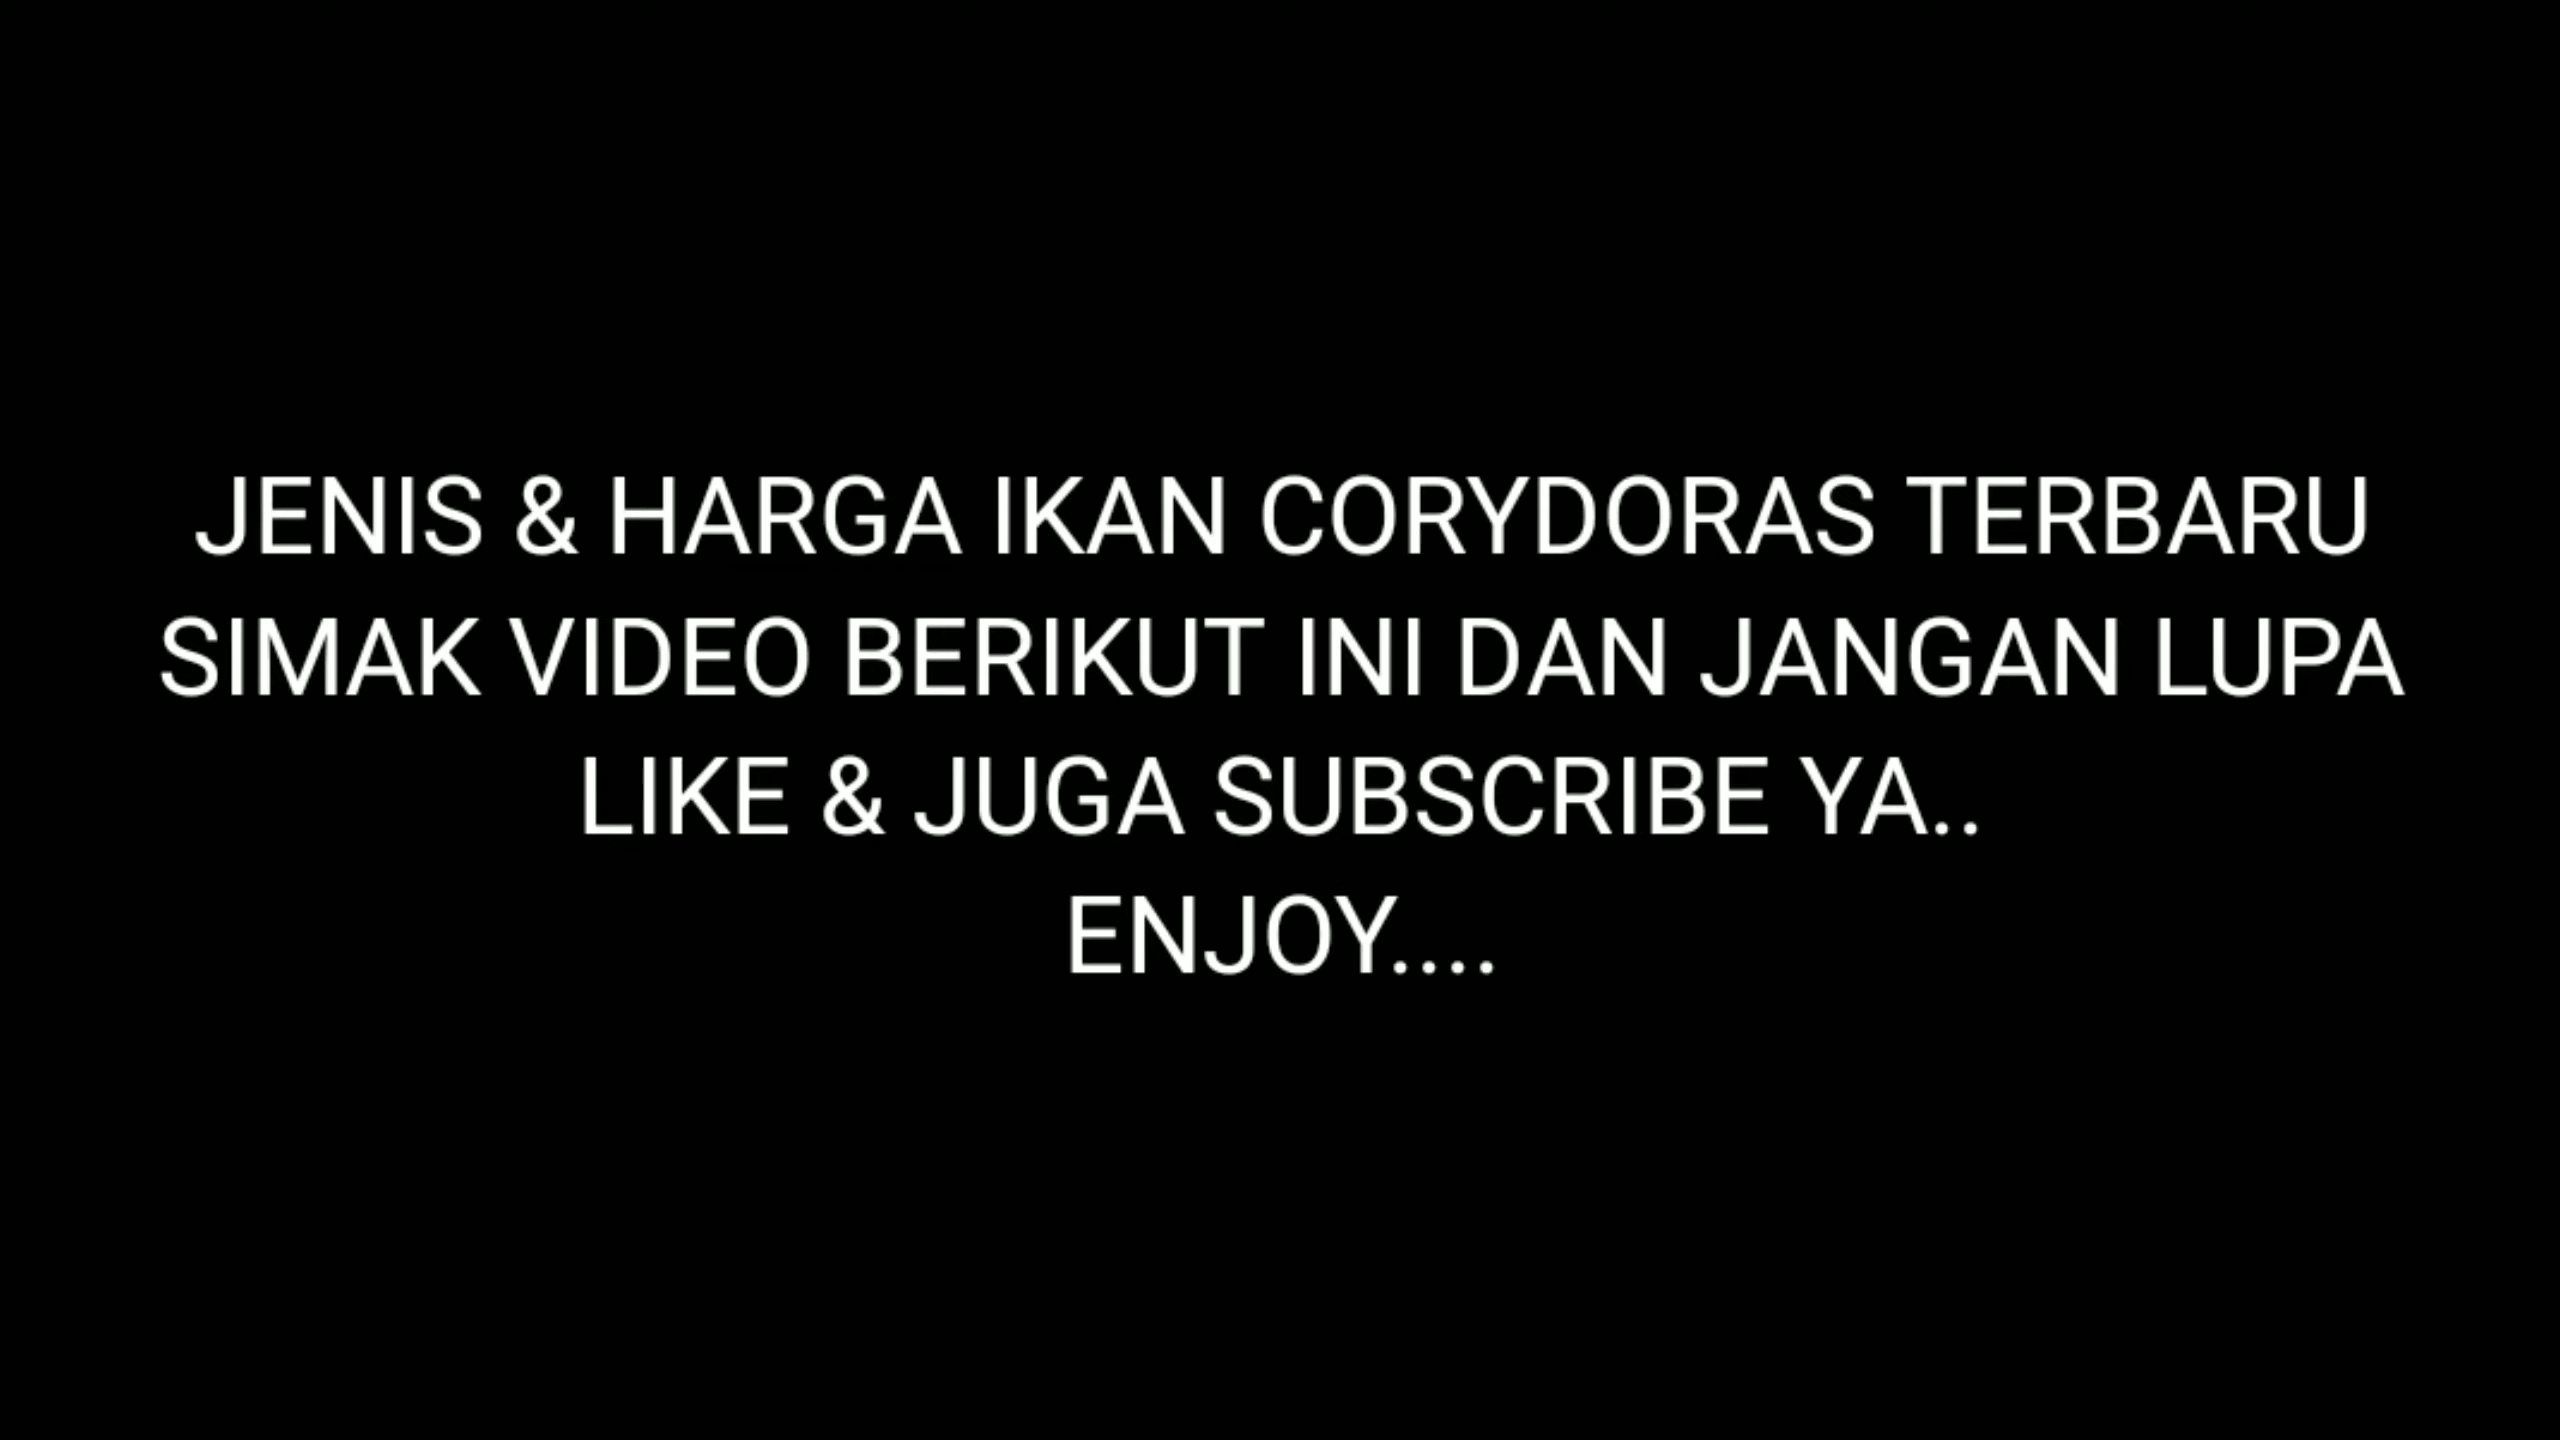 JENIS & HARGA IKAN CORYDORAS TERBARU
SIMAK VIDEO BERIKUT INI DAN JANGAN LUPA
LIKE & JUGA SUBSCRIBE YA..
ENJOY....